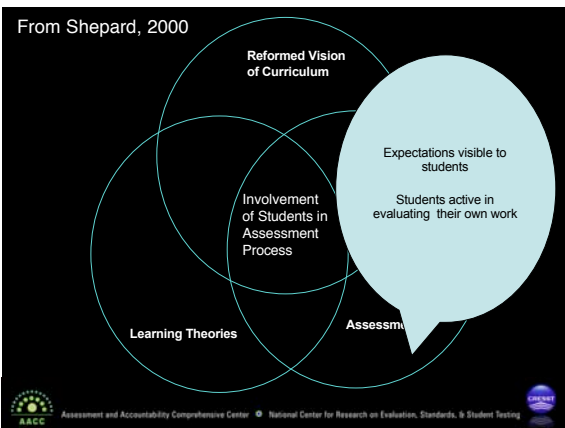 From Shepard, 2000
Reformed Vision
of Curriculum
Expectations visible to
students
Students active in
evaluating their own work
Involvement
of Students in
Assessment
Process
Learning Theories
Assessm
AACC
Assessment and Accountability Comprehensive Center
National Center for Research on Evaluation, Standards, & Student Testing
CRESST